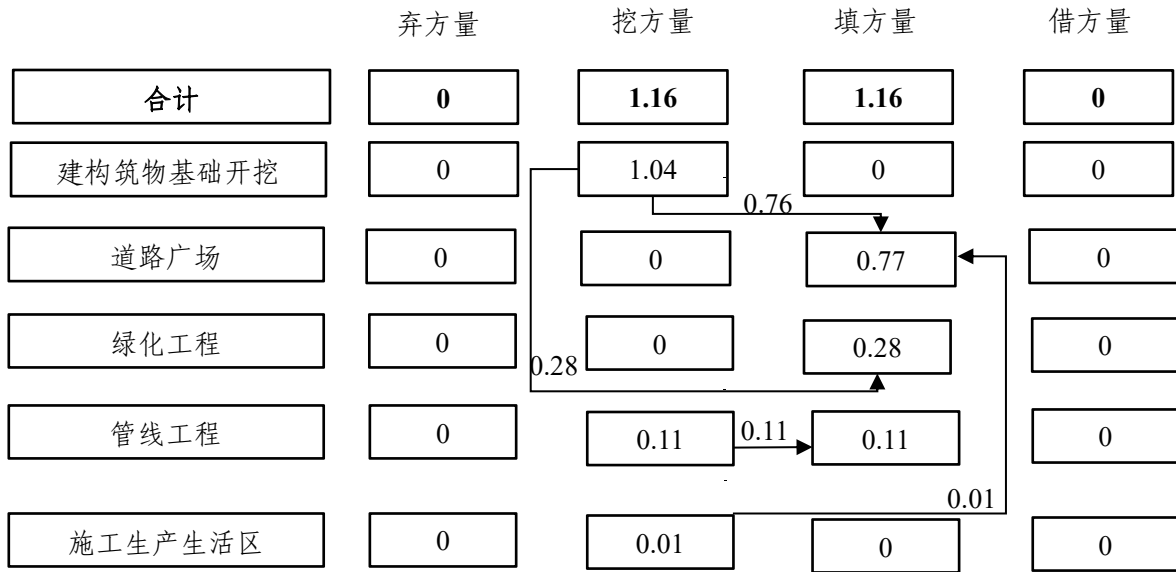 弃方量 挖方量 填方量 借方量
合计 0 1.16 1.16 0
建构筑物基础开挖 0 1.04 0 0
0.76
道路广场 0 0 0.77 0
绿化工程 0 0 0.28 0
0.28
管线工程 0 0.11 0.11 0.11 0
0.01
施工生产生活区 0 0.01 0 0